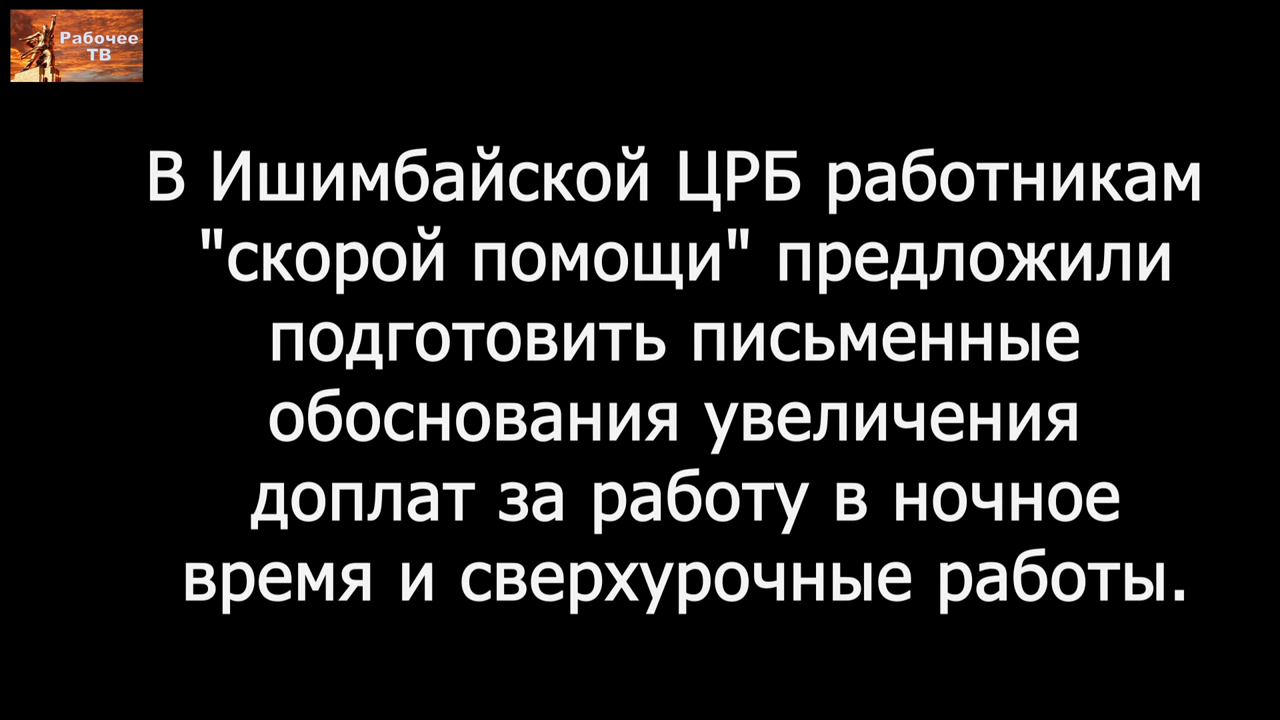 Рабочее
ТВ
В Ишимбайской ЦРБ работникам
"скорой помощи" предложили
подготовить письменные
обоснования увеличения
доплат за работу в ночное
время и сверхурочные работы.